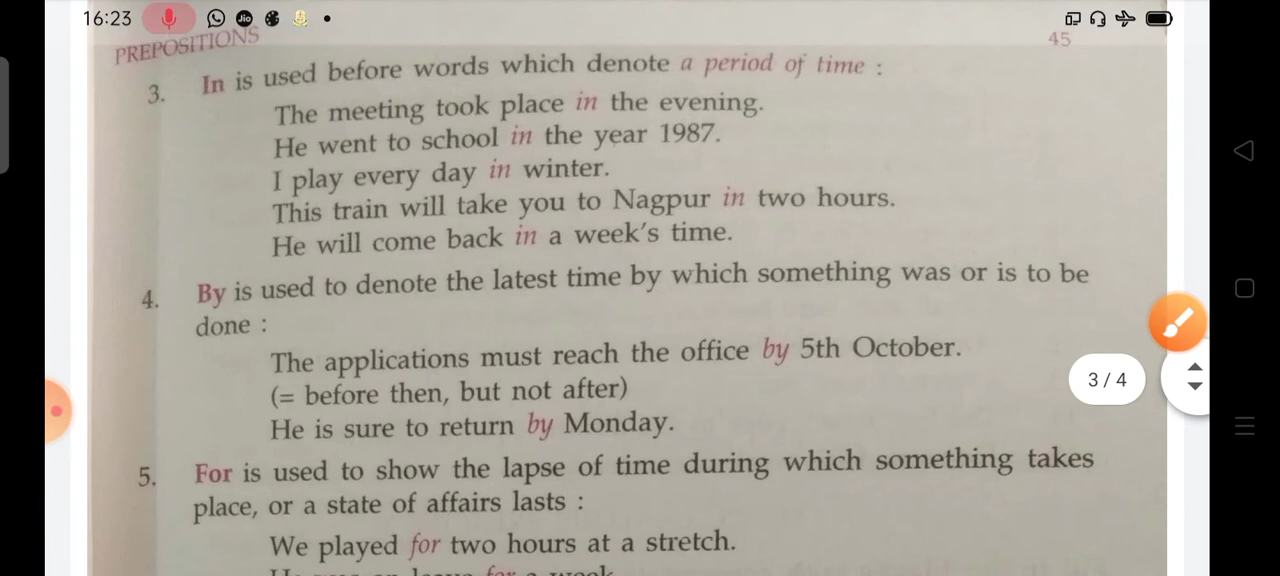 16:23
Jio
PREPOSITIONS
45
3. In is used before words which denote a period of time :
The meeting took place in the evening.
He went to school in the year 1987.
I play every day in winter.
This train will take you to Nagpur in two hours.
He will come back in a week's time.
4. By is used to denote the latest time by which something was or is to be
done :
The applications must reach the office by 5th October.
(= before then, but not after)
He is sure to return by Monday.
3 / 4
5. For is used to show the lapse of time during which something takes
place, or a state of affairs lasts :
We played for two hours at a stretch.
for a week